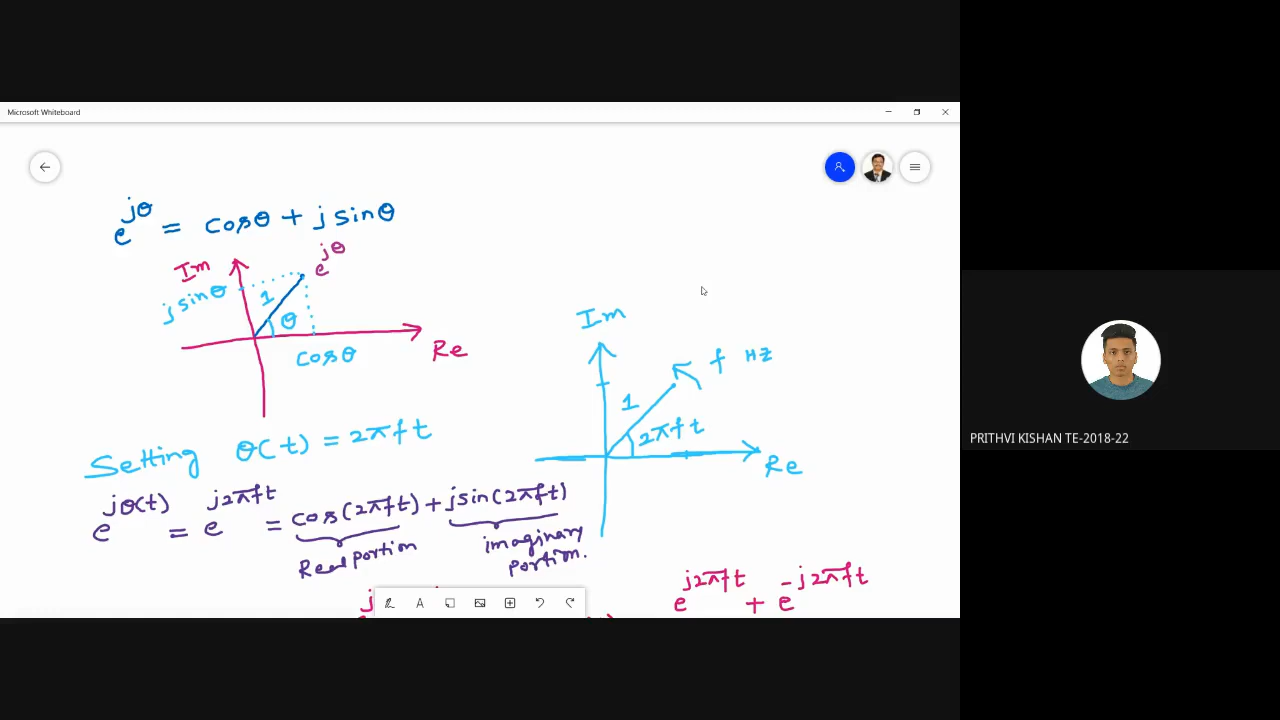 Microsoft Whiteboard
e^{jθ} = cosθ + j sinθ
Im
e^{jθ}
j sinθ
1
θ
cosθ
Re
Im
f Hz
1
2πft
Re
Setting θ(t) = 2πft
e^{jθ(t)} = e^{j2πft} = cos(2πft) + jsin(2πft)
Real portion
imaginary
portion.
e^{j2πft} + e^{-j2πft}
PRITHVI KISHAN TE-2018-22